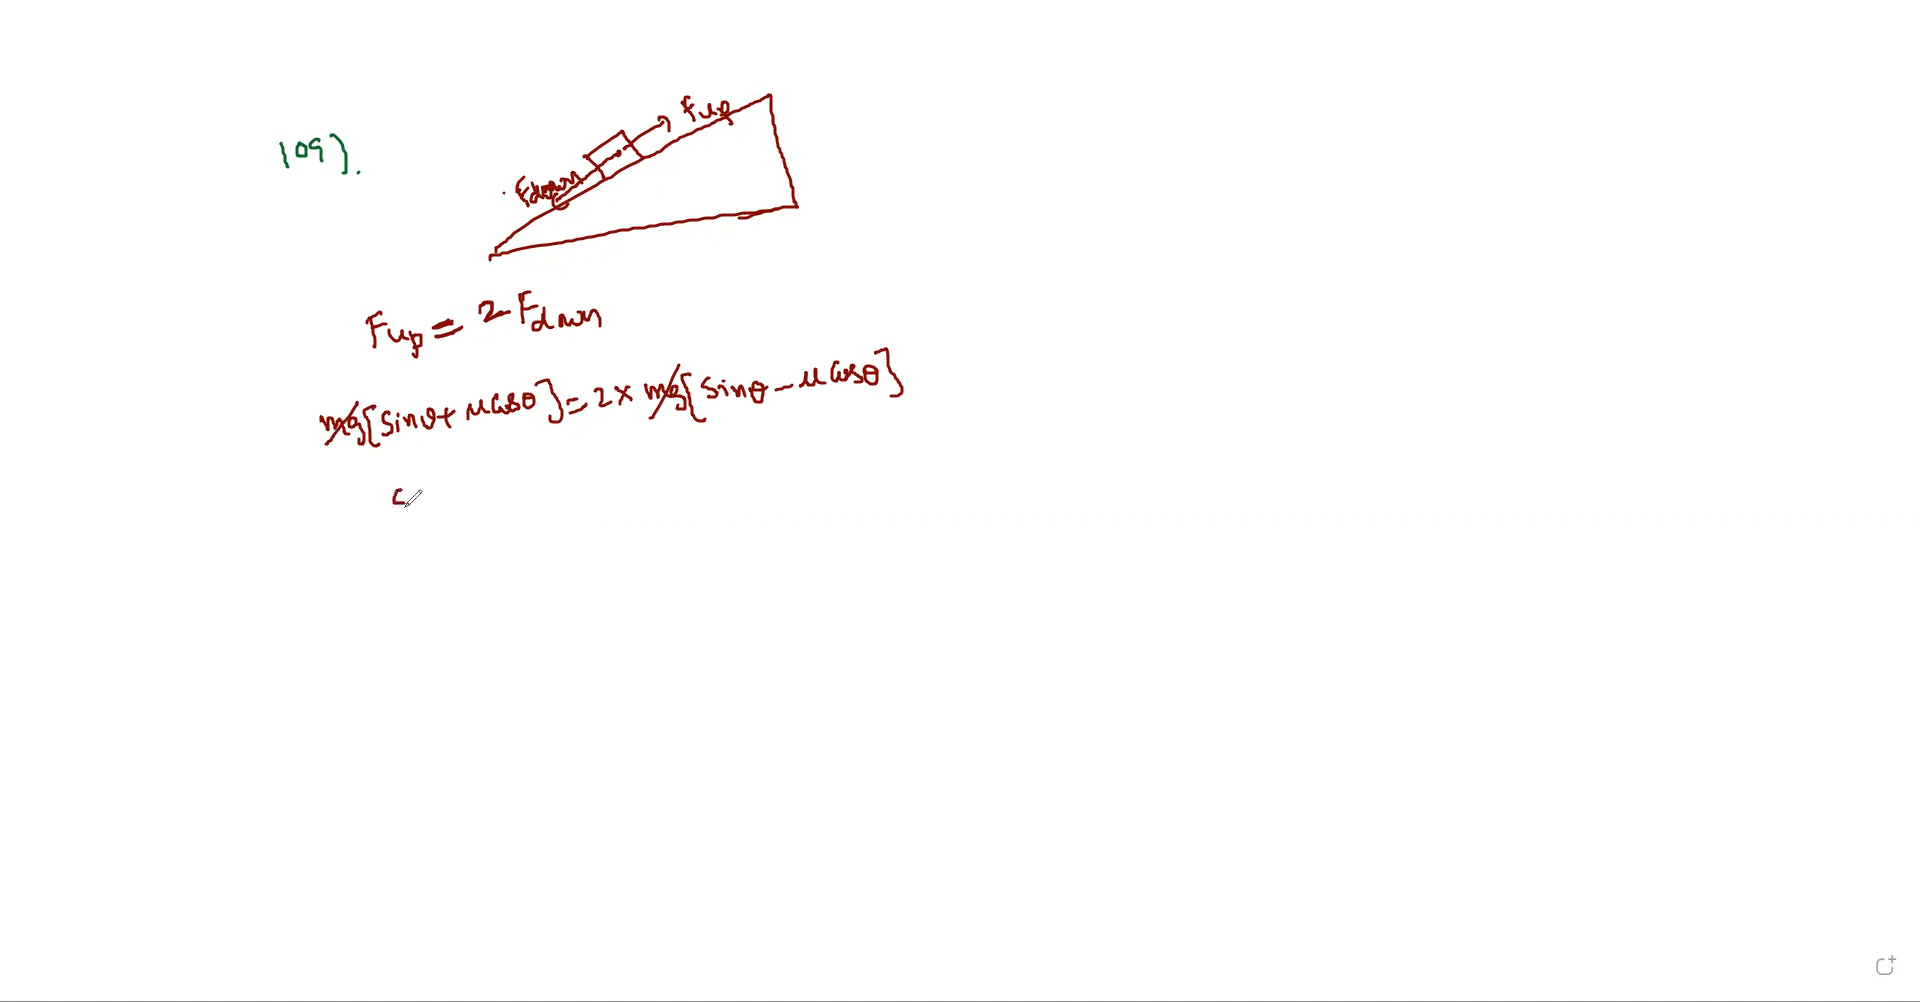 109).
Fup
Fdown
Fup = 2 Fdown
mg[sinθ + μcosθ] = 2 × mg[sinθ - μcosθ]